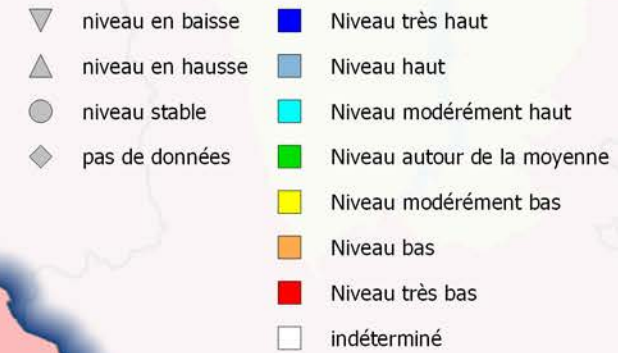 niveau en baisse
niveau en hausse
niveau stable
pas de données
Niveau très haut
Niveau haut
Niveau modérément haut
Niveau autour de la moyenne
Niveau modérément bas
Niveau bas
Niveau très bas
indéterminé